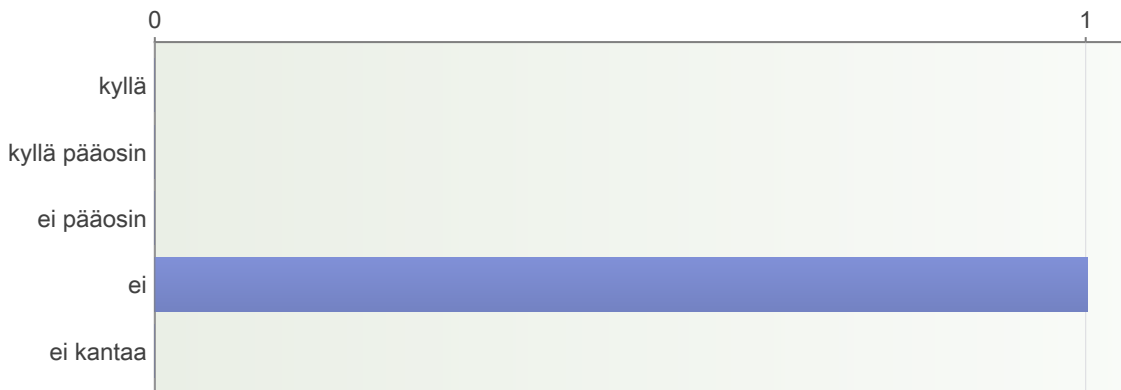 0 1
kyllä
kyllä pääosin
ei pääosin
ei
ei kantaa